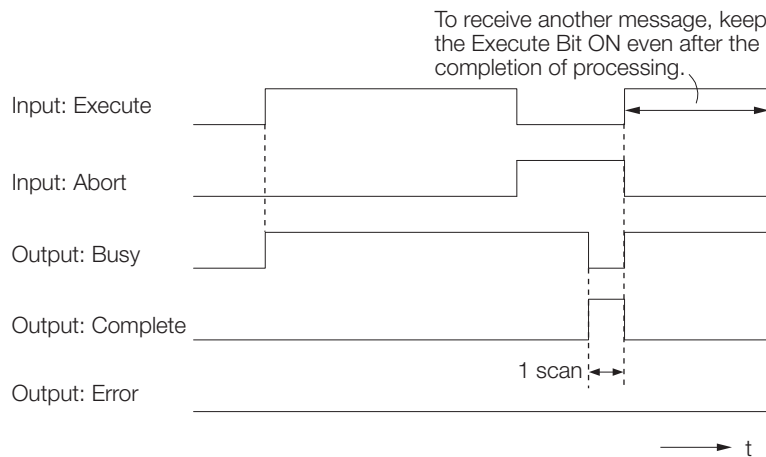 To receive another message, keep
the Execute Bit ON even after the
completion of processing.
Input: Execute
Input: Abort
Output: Busy
Output: Complete
1 scan
Output: Error
t